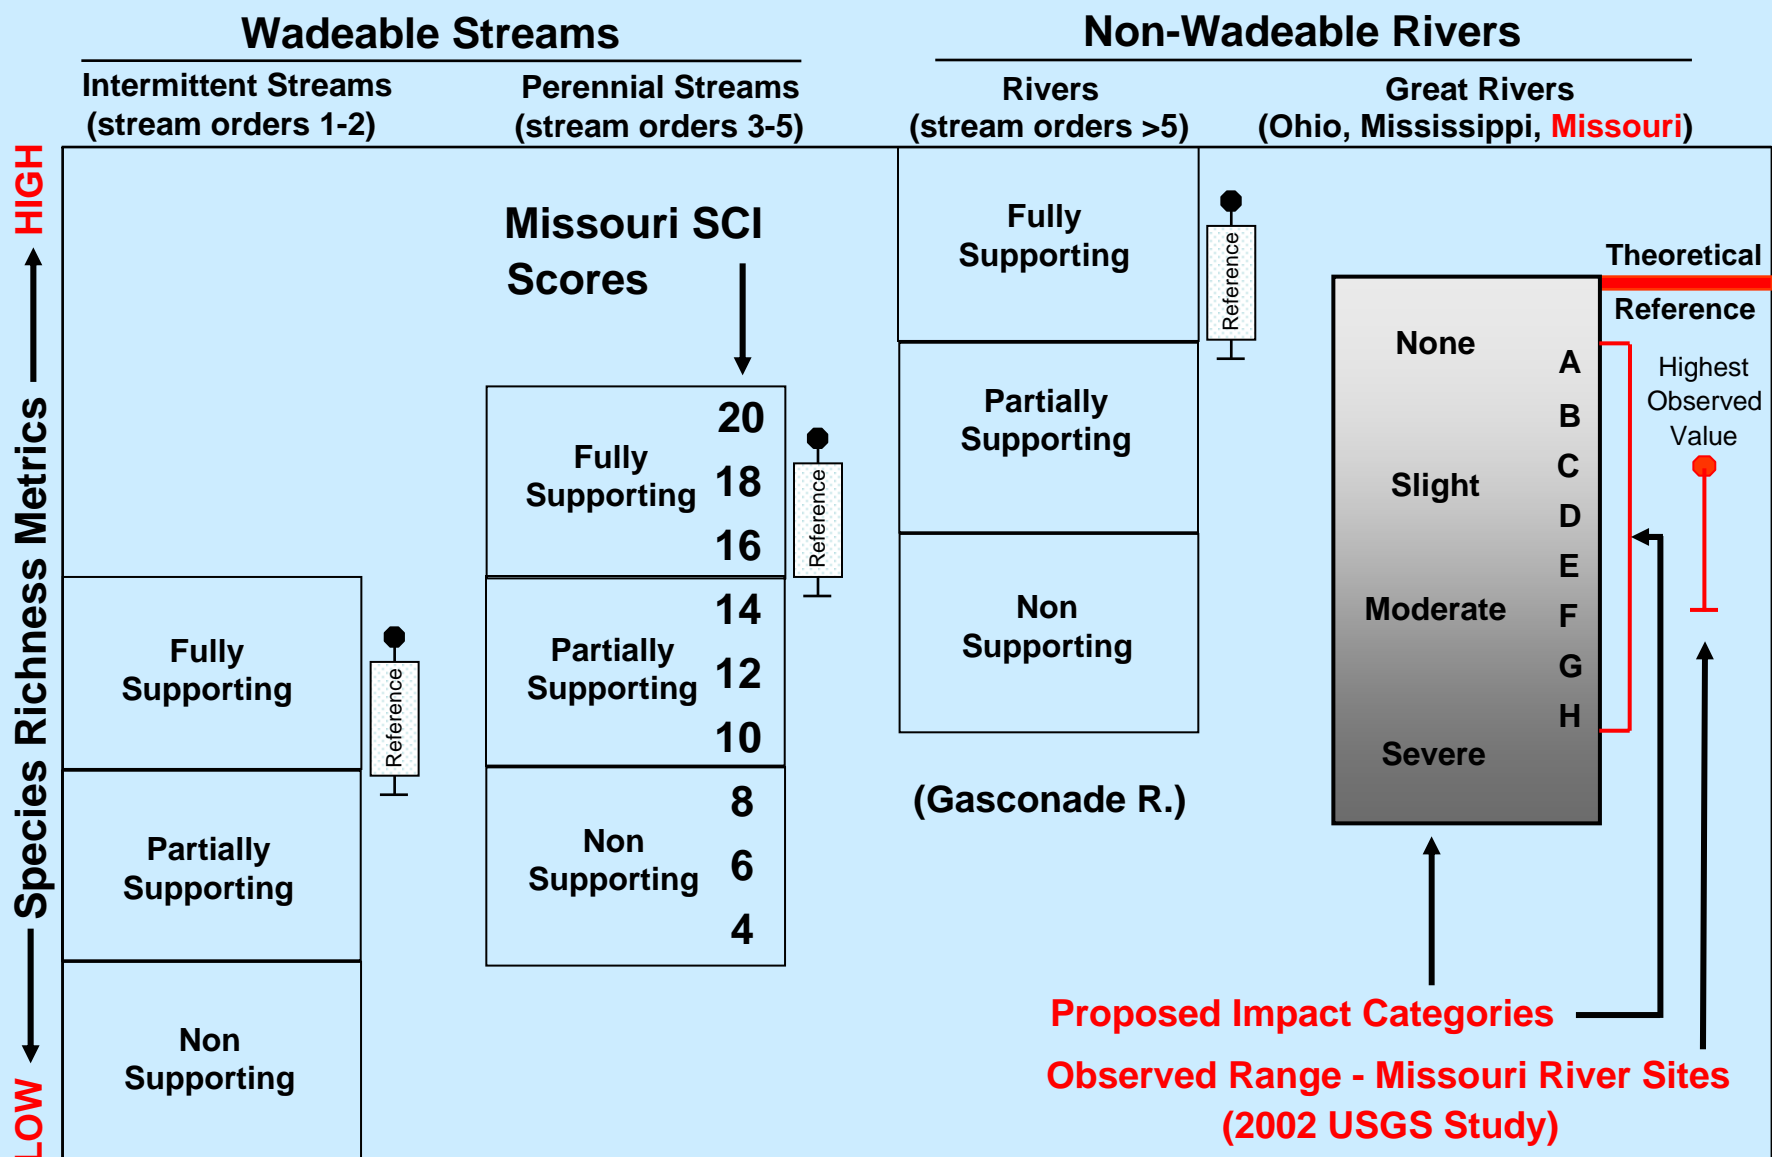 Wadeable Streams
Non-Wadeable Rivers
Intermittent Streams
(stream orders 1-2)
Perennial Streams
(stream orders 3-5)
Rivers
(stream orders >5)
Great Rivers
(Ohio, Mississippi, Missouri)
HIGH
Species Richness Metrics
LOW
Fully
Supporting
Reference
Partially
Supporting
Non
Supporting
Missouri SCI
Scores
20
Fully
Supporting
18
16
Reference
14
Partially
Supporting
12
10
8
Non
Supporting
6
4
Fully
Supporting
Reference
Partially
Supporting
Non
Supporting
(Gasconade R.)
None
Slight
Moderate
Severe
A
B
C
D
E
F
G
H
Theoretical
Reference
Highest
Observed
Value
Proposed Impact Categories
Observed Range - Missouri River Sites
(2002 USGS Study)